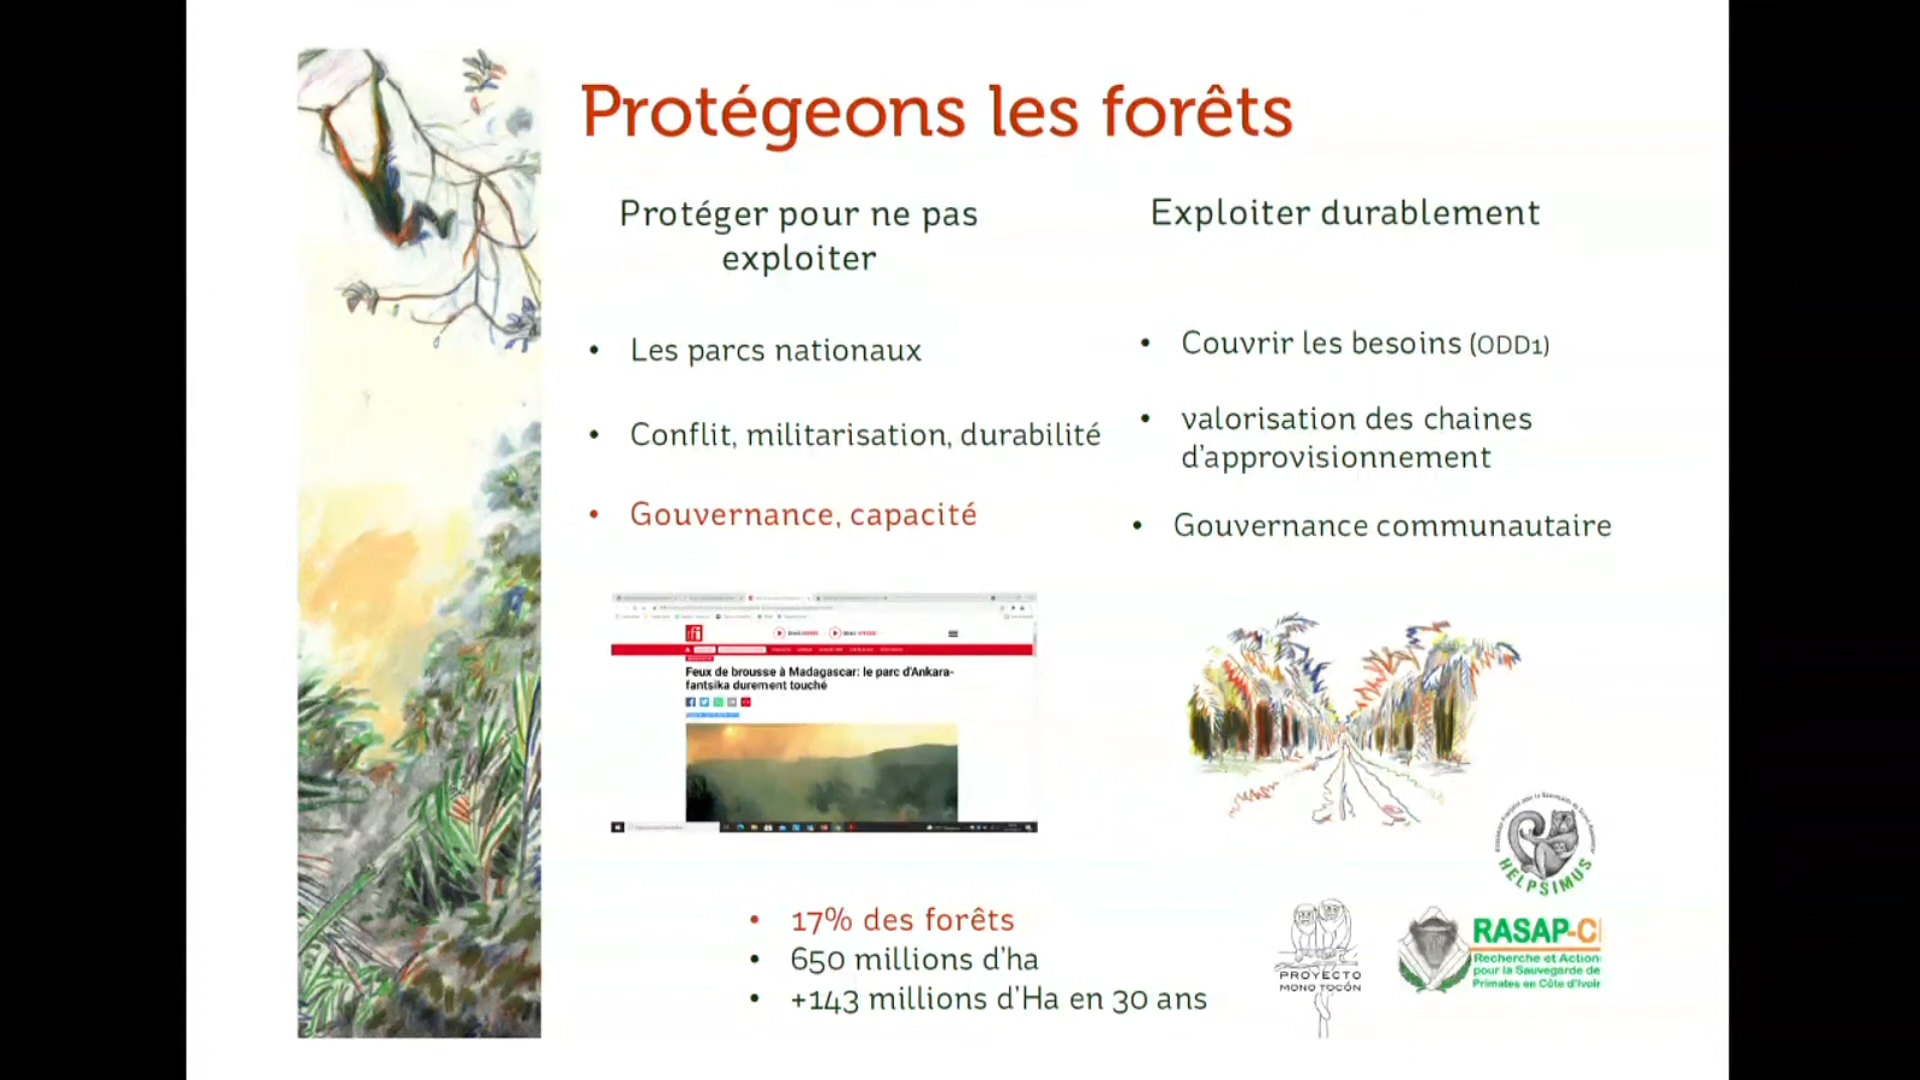 Protégeons les forêts
Protéger pour ne pas
exploiter
• Les parcs nationaux
• Conflit, militarisation, durabilité
• Gouvernance, capacité
Exploiter durablement
• Couvrir les besoins (ODD1)
• valorisation des chaines
d'approvisionnement
• Gouvernance communautaire
rfi
Feux de brousse à Madagascar: le parc d'Ankara-
fantsika durement touché
• 17% des forêts
• 650 millions d'ha
• +143 millions d'Ha en 30 ans
HELPSIMUS
PROYECTO
MONO TOCÓN
RASAP-C
Recherche et Action
pour la Sauvegarde de
Primates en Côte d'Ivoir